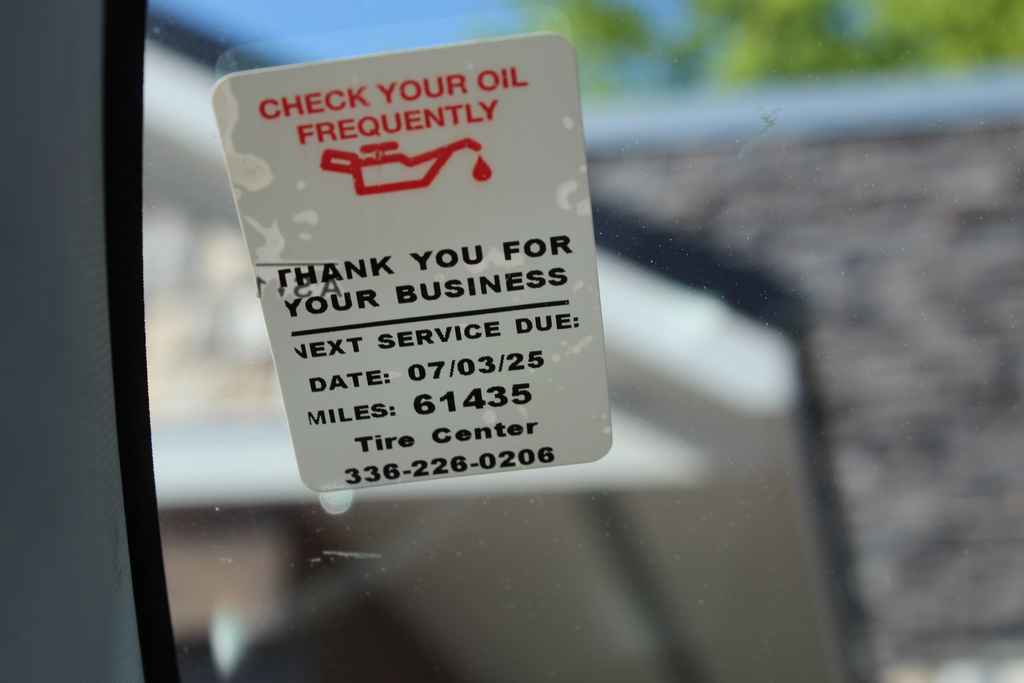 CHECK YOUR OIL
FREQUENTLY
THANK YOU FOR
YOUR BUSINESS
NEXT SERVICE DUE:
DATE: 07/03/25
MILES: 61435
Tire Center
336-226-0206